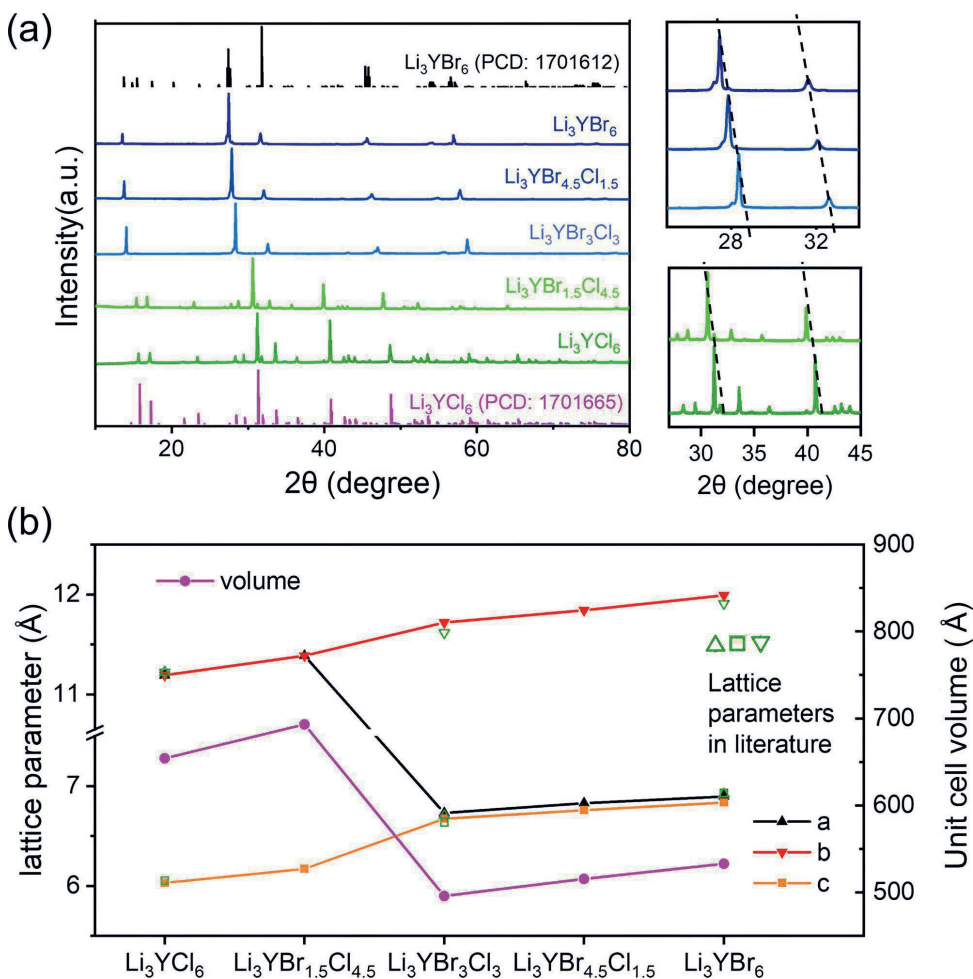 (a)
Intensity(a.u.)
Li₃YBr₆ (PCD: 1701612)
Li₃YBr₆
Li₃YBr₄.₅Cl₁.₅
Li₃YBr₃Cl₃
Li₃YBr₁.₅Cl₄.₅
Li₃YCl₆
Li₃YCl₆ (PCD: 1701665)
20 40 60 80
2θ (degree)
28 32
30 35 40 45
2θ (degree)
(b)
lattice parameter (Å)
12
11
7
6
volume
Lattice
parameters
in literature
a
b
c
900
800
700
600
500
Unit cell volume (Å)
Li₃YCl₆ Li₃YBr₁.₅Cl₄.₅ Li₃YBr₃Cl₃ Li₃YBr₄.₅Cl₁.₅ Li₃YBr₆